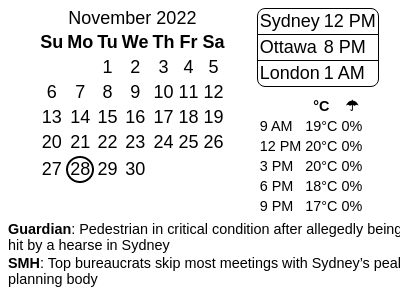 November 2022
Su Mo Tu We Th Fr Sa
1 2 3 4 5
6 7 8 9 10 11 12
13 14 15 16 17 18 19
20 21 22 23 24 25 26
27 28 29 30
Sydney 12 PM
Ottawa 8 PM
London 1 AM
°C ☂
9 AM 19°C 0%
12 PM 20°C 0%
3 PM 20°C 0%
6 PM 18°C 0%
9 PM 17°C 0%
Guardian: Pedestrian in critical condition after allegedly being
hit by a hearse in Sydney
SMH: Top bureaucrats skip most meetings with Sydney’s
planning body